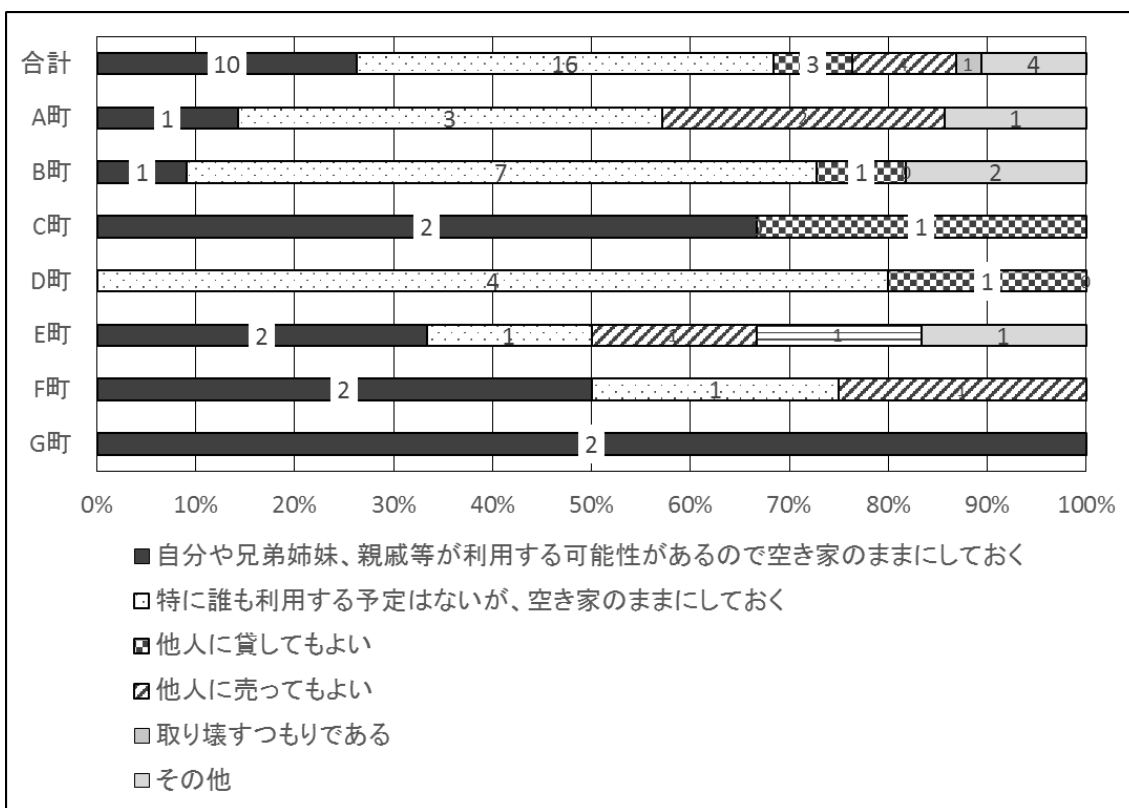 合計 10 16 3 4 1 4
A町 1 3 2 1
B町 1 7 1 0 2
C町 2 1
D町 4 1 0
E町 2 1 1 1 1
F町 2 1 1
G町 2
0% 10% 20% 30% 40% 50% 60% 70% 80% 90% 100%
自分や兄弟姉妹、親戚等が利用する可能性があるので空き家のままにしておく
特に誰も利用する予定はないが、空き家のままにしておく
他人に貸してもよい
他人に売ってもよい
取り壊すつもりである
その他